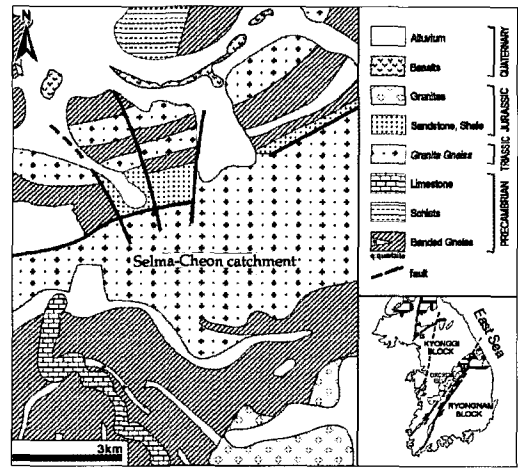 N
Selma-Cheon catchment
3km
Alluvium
Basalts
Granites
Sandstone, Shale
Granite Gneiss
Limestone
Schists
Banded Gneiss
q:quartzite
fault
QUATERNARY
JURASSIC
TRIASSIC
PRECAMBRIAN
East Sea
KYONGGI
BLOCK
RYONGNAM
BLOCK